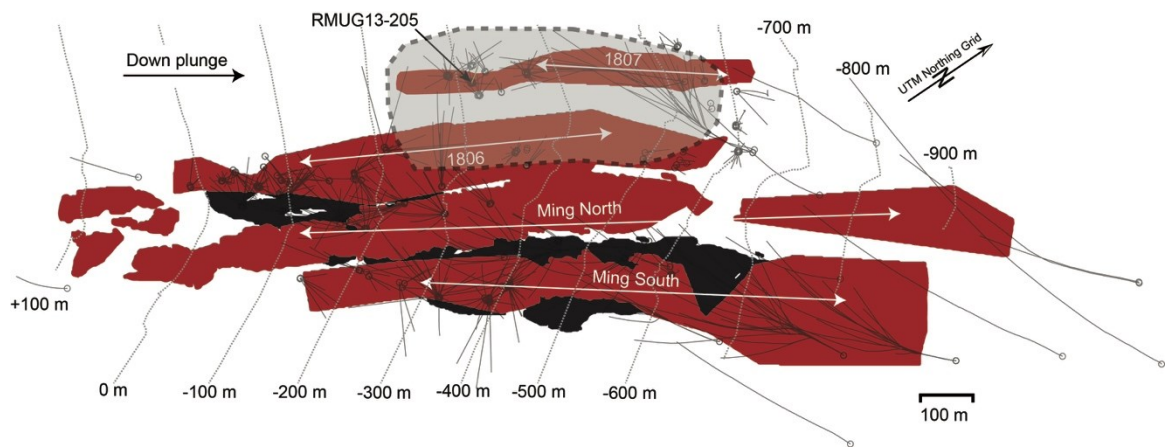 RMUG13-205
-700 m
UTM Northing Grid
N
Down plunge
1807
-800 m
1806
-900 m
Ming North
Ming South
+100 m
0 m
-100 m
-200 m
-300 m
-400 m
-500 m
-600 m
100 m